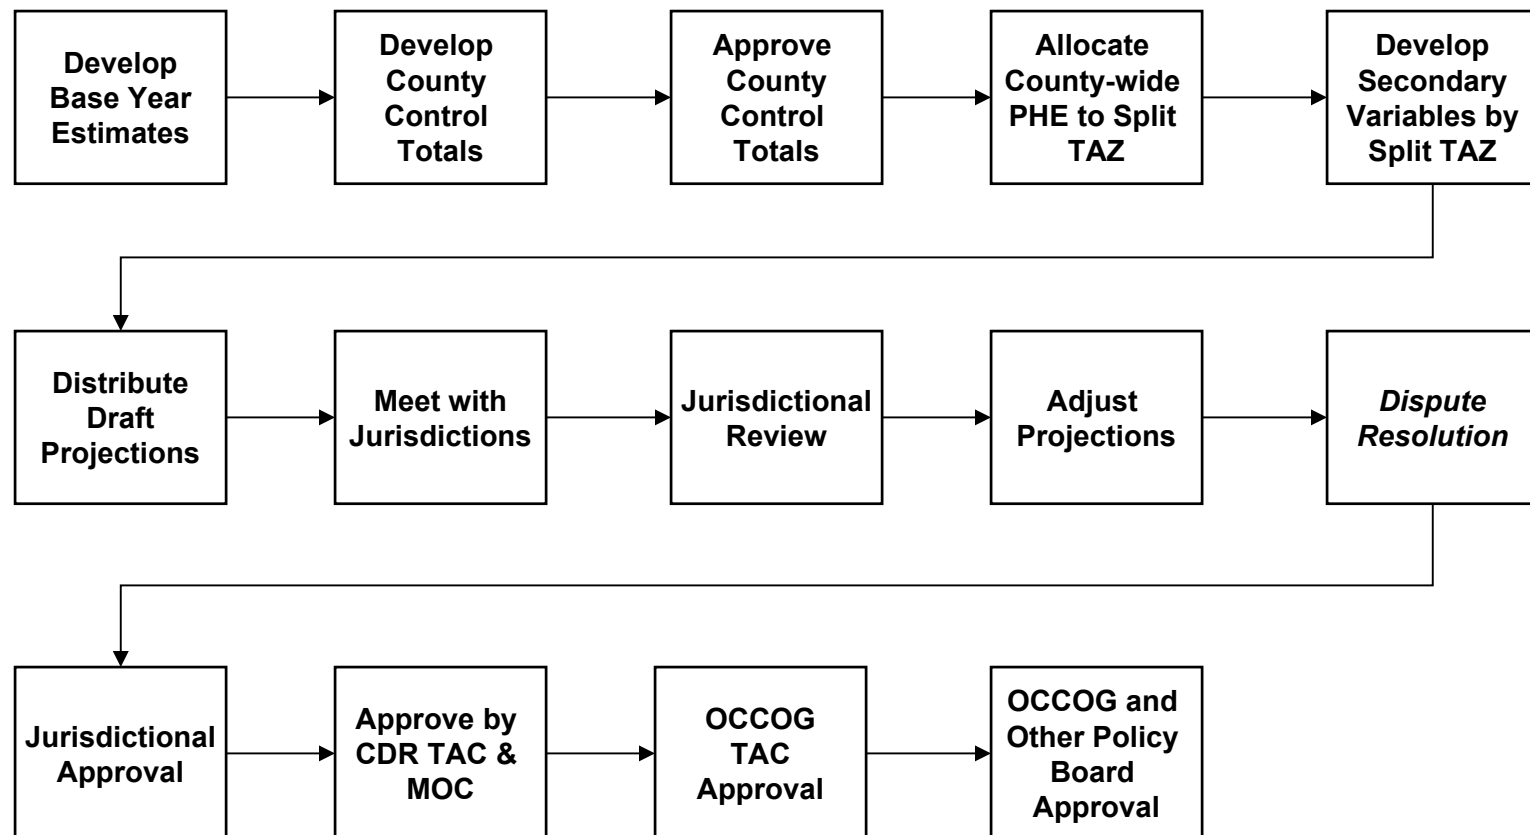 Develop
Base Year
Estimates
Develop
County
Control
Totals
Approve
County
Control
Totals
Allocate
County-wide
PHE to Split
TAZ
Develop
Secondary
Variables by
Split TAZ
Distribute
Draft
Projections
Meet with
Jurisdictions
Jurisdictional
Review
Adjust
Projections
Dispute
Resolution
Jurisdictional
Approval
Approve by
CDR TAC &
MOC
OCCOG
TAC
Approval
OCCOG and
Other Policy
Board
Approval